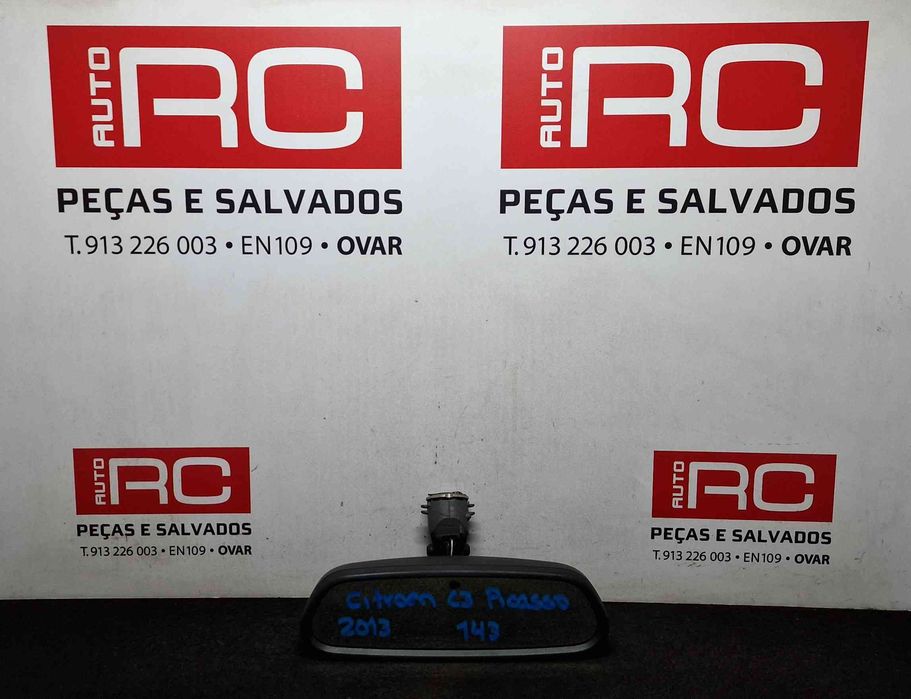 AUTO RC
PEÇAS E SALVADOS
T. 913 226 003 • EN109 • OVAR
AUTO RC
PEÇAS E SALVADOS
T. 913 226 003 • EN109 • OVAR
AUTO RC
PEÇAS E SALVADOS
T. 913 226 003 • EN109 • OVAR
AUTO RC
PEÇAS E SALVADOS
T. 913 226 003 • EN109 • OVAR
Citroen C3 Picasso
2013 143